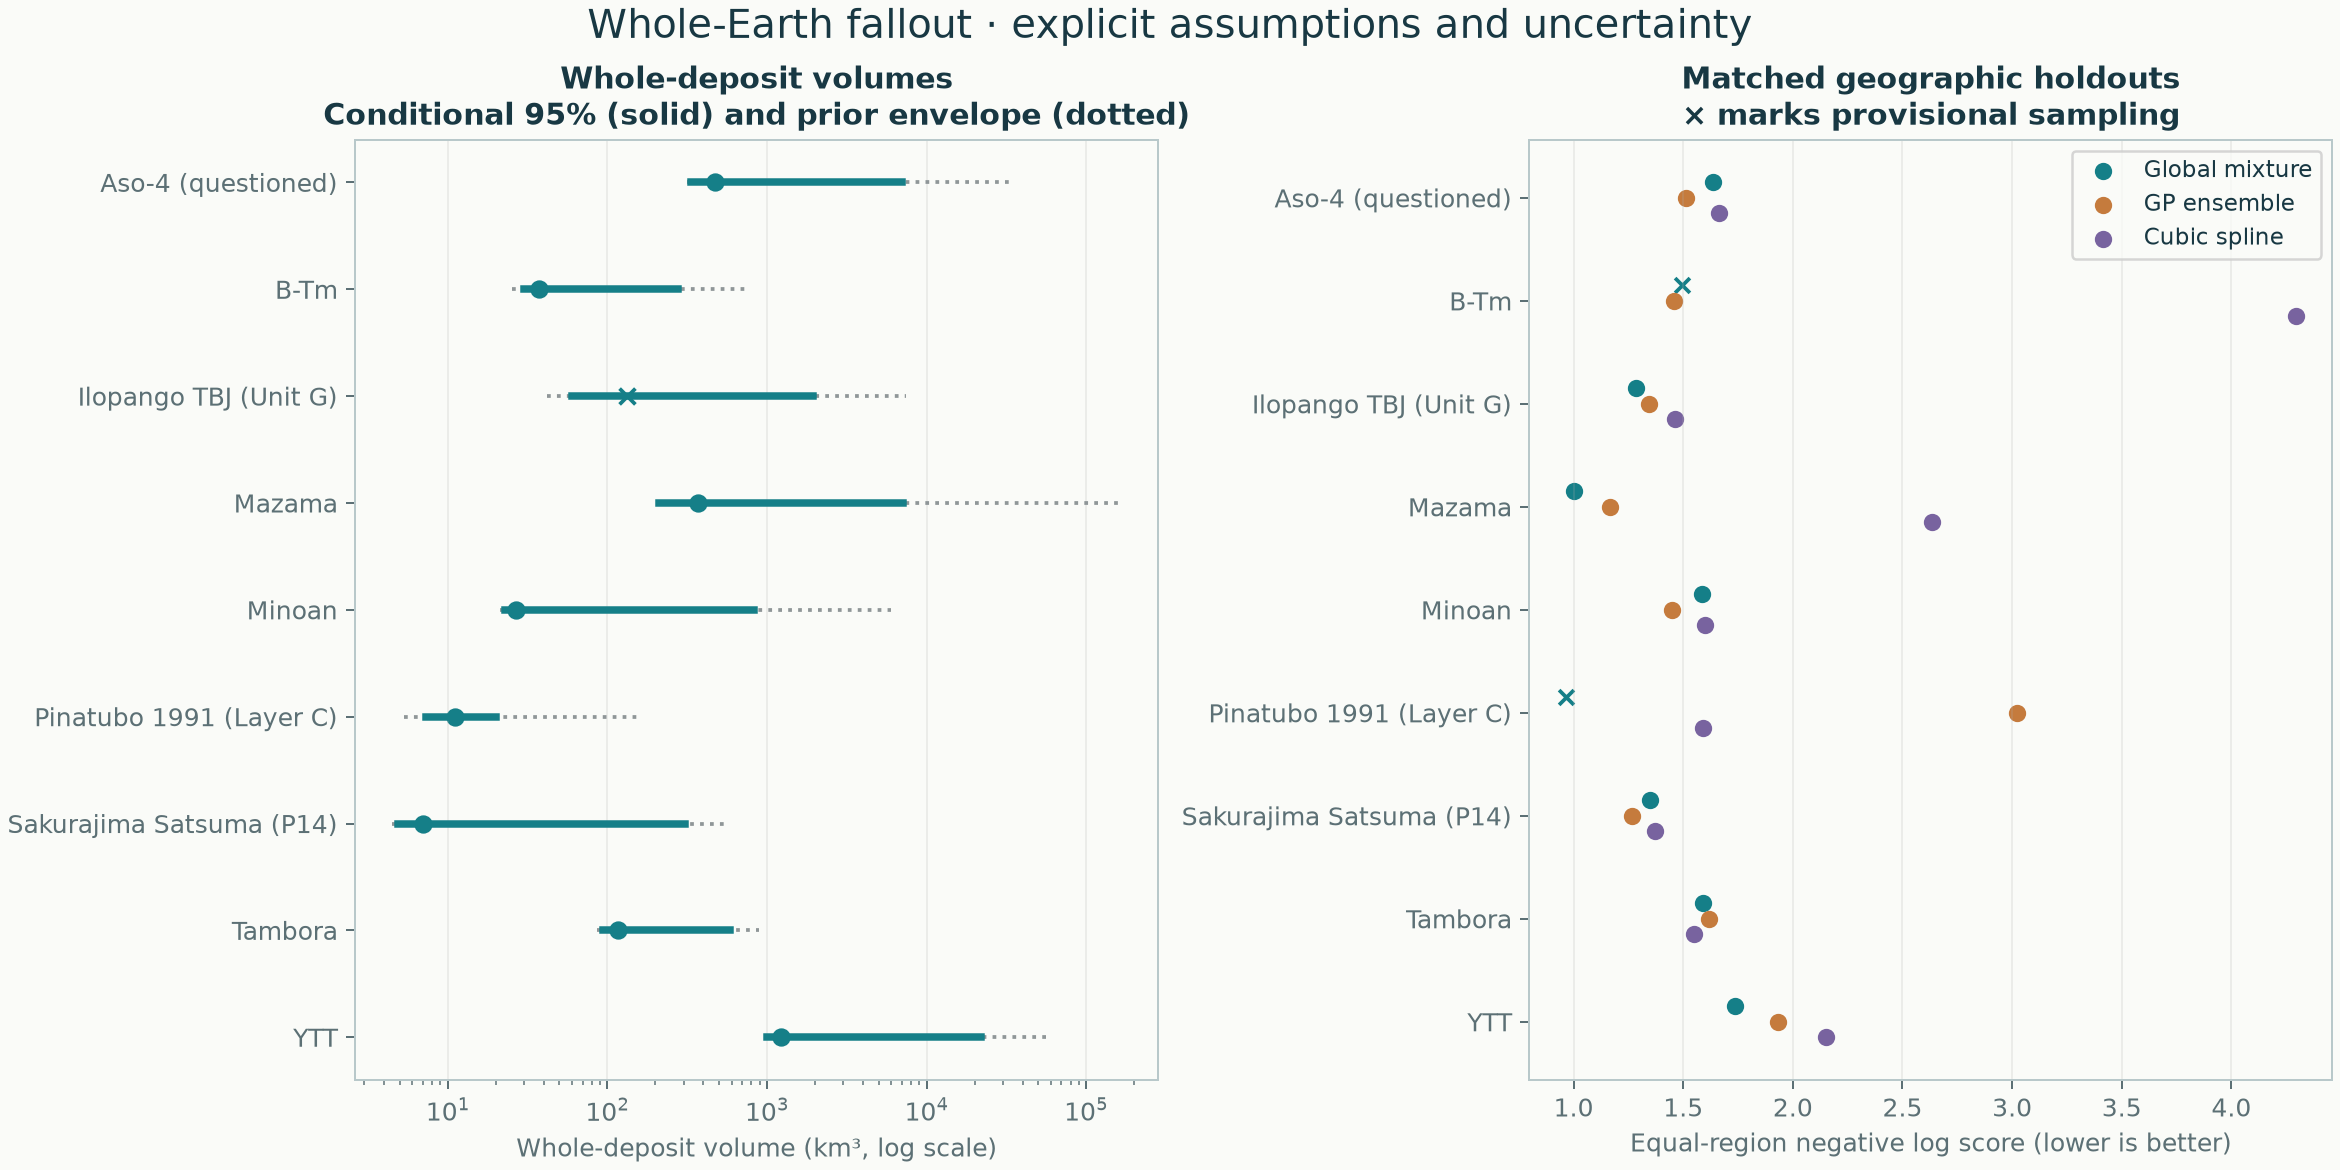 Whole-Earth fallout · explicit assumptions and uncertainty
Whole-deposit volumes
Conditional 95% (solid) and prior envelope (dotted)
Aso-4 (questioned)
B-Tm
Ilopango TBJ (Unit G)
Mazama
Minoan
Pinatubo 1991 (Layer C)
Sakurajima Satsuma (P14)
Tambora
YTT
10¹ 10² 10³ 10⁴ 10⁵
Whole-deposit volume (km³, log scale)
Matched geographic holdouts
× marks provisional sampling
Global mixture
GP ensemble
Cubic spline
Aso-4 (questioned)
B-Tm
Ilopango TBJ (Unit G)
Mazama
Minoan
Pinatubo 1991 (Layer C)
Sakurajima Satsuma (P14)
Tambora
YTT
1.0 1.5 2.0 2.5 3.0 3.5 4.0
Equal-region negative log score (lower is better)